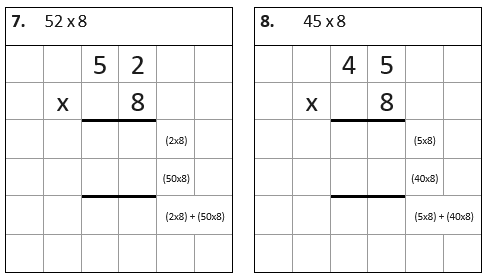 7. 52 x 8
5 2
x 8
(2x8)
(50x8)
(2x8) + (50x8)
8. 45 x 8
4 5
x 8
(5x8)
(40x8)
(5x8) + (40x8)